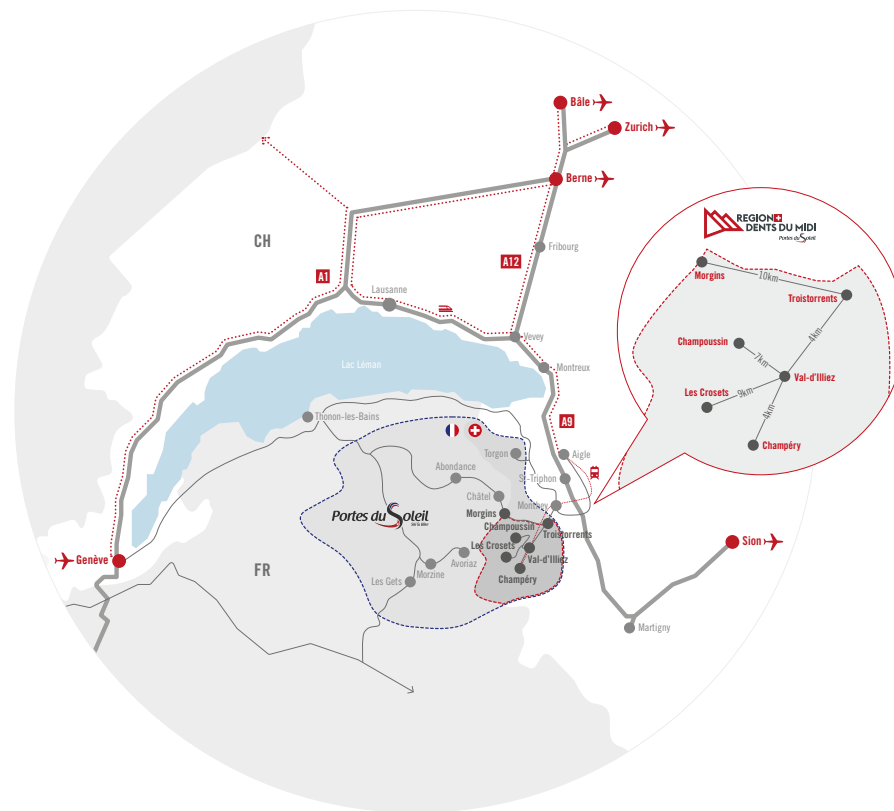 Bâle
Zurich
Berne
CH
Fribourg
A12
A1
Lausanne
Vevey
Montreux
Lac Léman
A9
Thonon-les-Bains
Torgon
Aigle
Abondance
St-Triphon
Châtel
Monthey
Portes du Soleil
Morgins
Champoussin
Troistorrents
Les Crosets
Val-d'Illiez
Avoriaz
Morzine
Champéry
Les Gets
Genève
FR
Sion
Martigny
REGION
DENTS DU MIDI
Portes du Soleil
Morgins
10km
Troistorrents
4km
Champoussin
7km
Val-d'Illiez
Les Crosets
9km
4km
Champéry